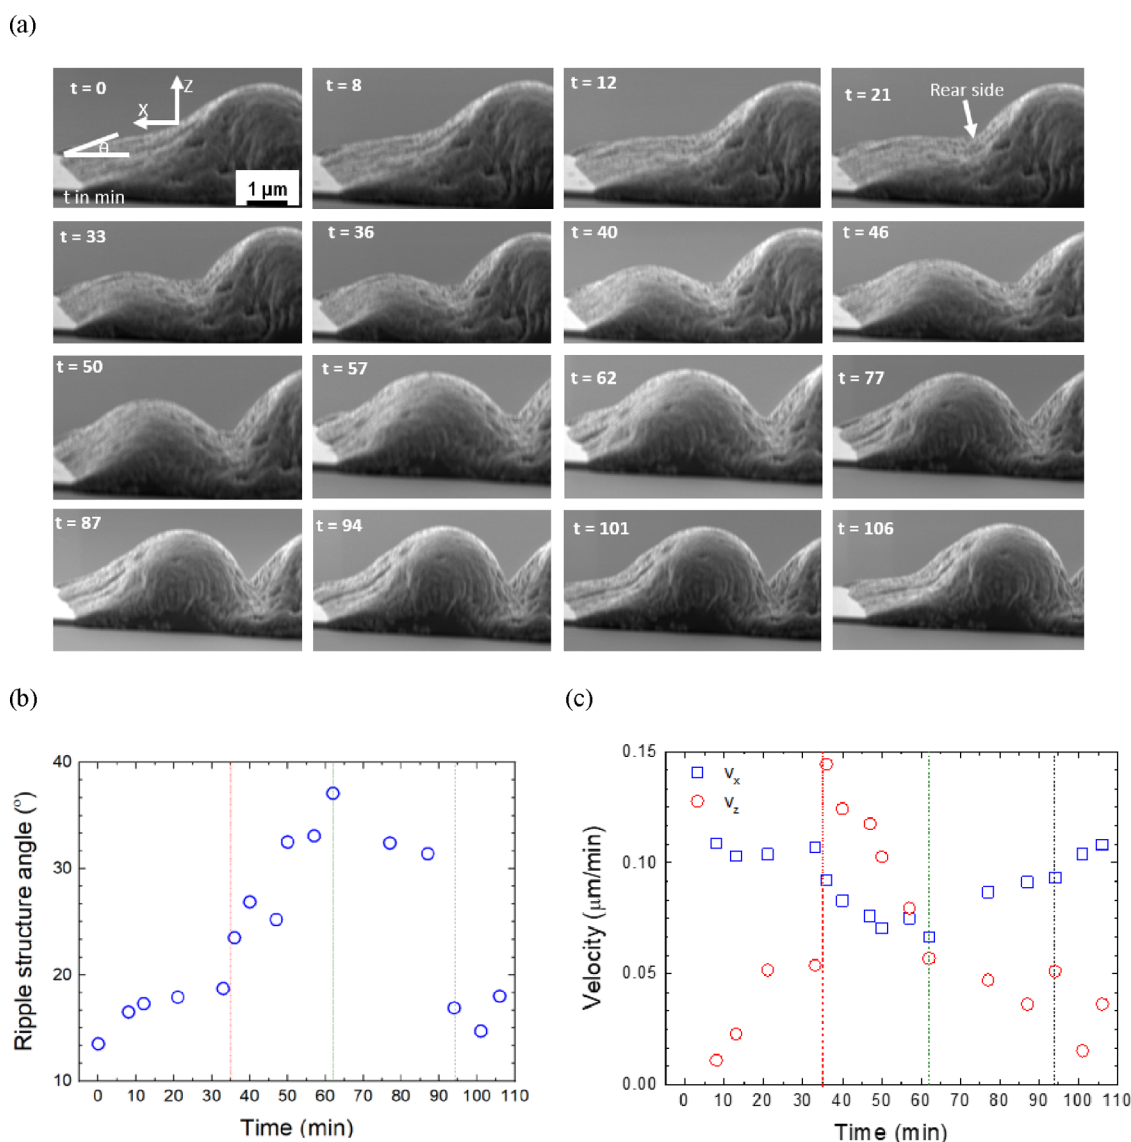 (a)
t = 0
Z
X
θ
t in min
1 μm
t = 8
t = 12
t = 21
Rear side
t = 33
t = 36
t = 40
t = 46
t = 50
t = 57
t = 62
t = 77
t = 87
t = 94
t = 101
t = 106
(b)
40
30
20
10
Ripple structure angle (º)
0 10 20 30 40 50 60 70 80 90 100 110
Time (min)
(c)
0.15
0.10
0.05
0.00
Velocity (μm/min)
Vx
Vz
0 10 20 30 40 50 60 70 80 90 100 110
Time (min)